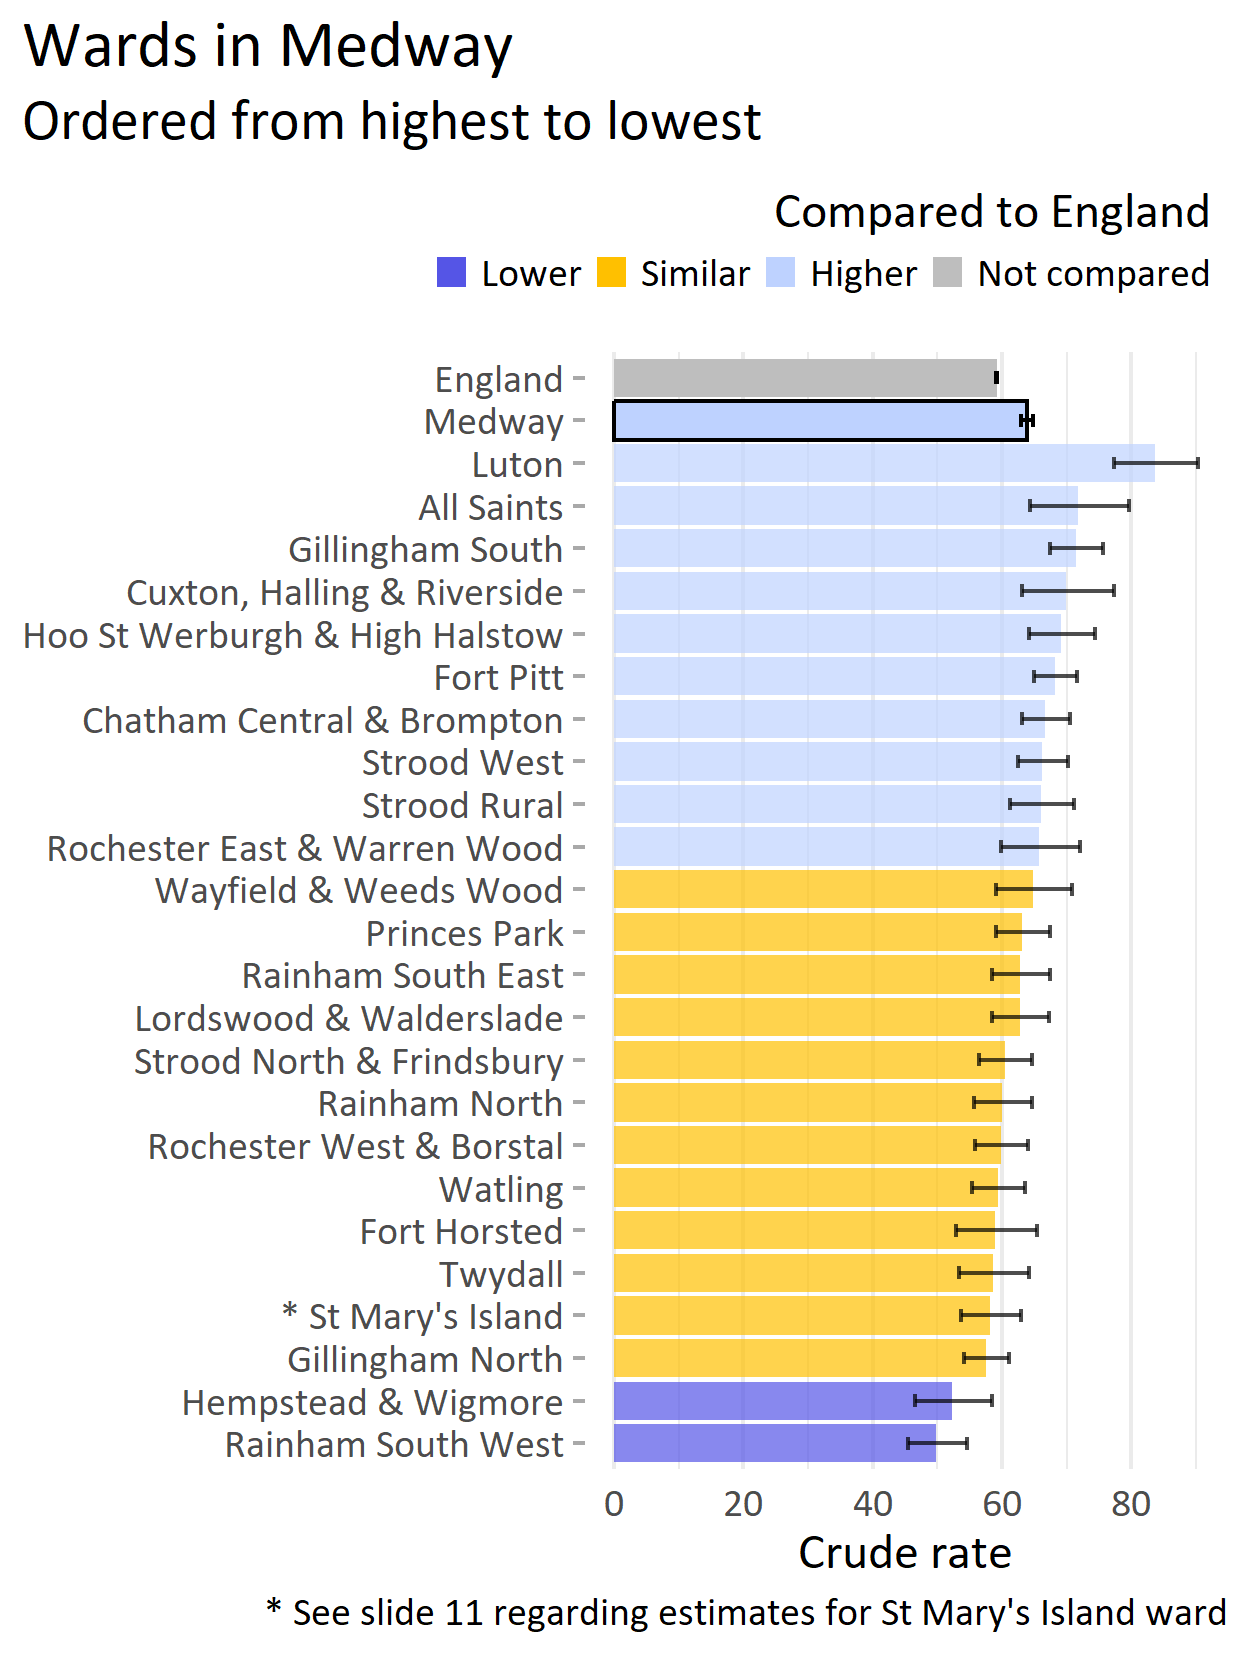 Wards in Medway
Ordered from highest to lowest
Compared to England
Lower Similar Higher Not compared
England
Medway
Luton
All Saints
Gillingham South
Cuxton, Halling & Riverside
Hoo St Werburgh & High Halstow
Fort Pitt
Chatham Central & Brompton
Strood West
Strood Rural
Rochester East & Warren Wood
Wayfield & Weeds Wood
Princes Park
Rainham South East
Lordswood & Walderslade
Strood North & Frindsbury
Rainham North
Rochester West & Borstal
Watling
Fort Horsted
Twydall
* St Mary's Island
Gillingham North
Hempstead & Wigmore
Rainham South West
0 20 40 60 80
Crude rate
* See slide 11 regarding estimates for St Mary's Island ward